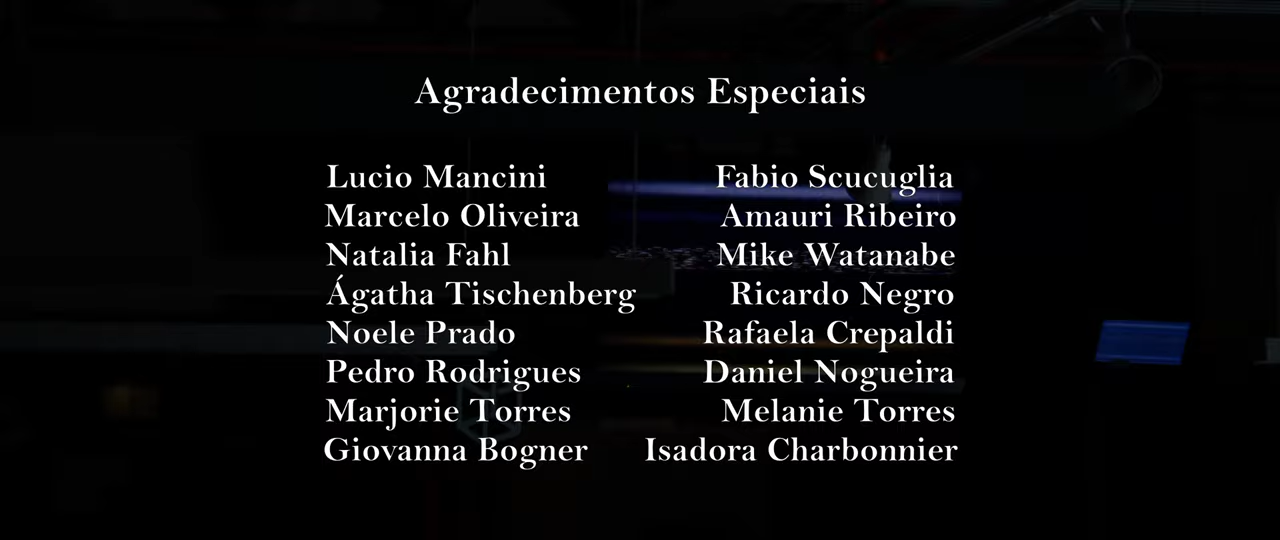 Agradecimentos Especiais
Lucio Mancini
Marcelo Oliveira
Natalia Fahl
Ágatha Tischenberg
Noele Prado
Pedro Rodrigues
Marjorie Torres
Giovanna Bogner
Fabio Scucuglia
Amauri Ribeiro
Mike Watanabe
Ricardo Negro
Rafaela Crepaldi
Daniel Nogueira
Melanie Torres
Isadora Charbonnier